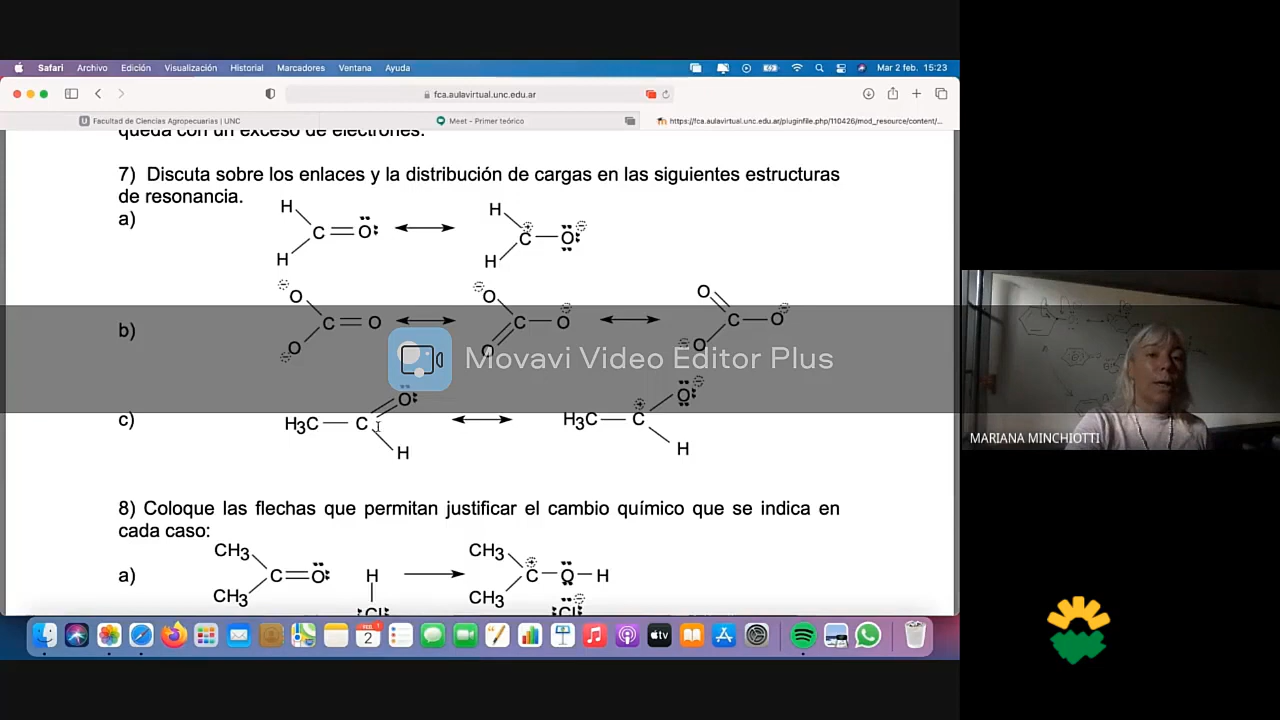 Safari Archivo Edición Visualización Historial Marcadores Ventana Ayuda Mar 2 feb. 15:23
fca.aulavirtual.unc.edu.ar
U Facultad de Ciencias Agropecuarias | UNC
Meet - Primer teórico
https://fca.aulavirtual.unc.edu.ar/pluginfile.php/110426/mod_resource/content/...
queda con un exceso de electrones.
7) Discuta sobre los enlaces y la distribución de cargas en las siguientes estructuras
de resonancia.
a)
H H
C O C O
H H
b)
O O O
C O C O C O
O O O
Movavi Video Editor Plus
c)
O O
H3C C H3C C
H H
MARIANA MINCHIOTTI
8) Coloque las flechas que permitan justificar el cambio químico que se indica en
cada caso:
a)
CH3 CH3
C O H C O H
CH3 CH3
Cl Cl
FEB 2
tv